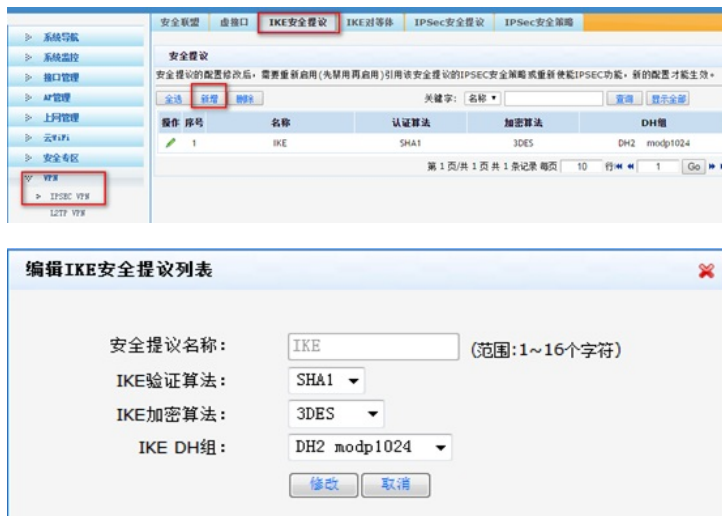 安全联盟 虚接口 IKE安全提议 IKE对等体 IPSec安全提议 IPSec安全策略
系统导航
系统监控
接口管理
AP管理
上网管理
云WiFi
安全专区
VPN
IPSEC VPN
L2TP VPN
安全提议
安全提议的配置修改后，需要重新启用(先禁用再启用)引用该安全提议的IPSEC安全策略或重新使能IPSEC功能，新的配置才能生效。
全选 新增 删除 关键字： 名称 查询 显示全部
操作 序号 名称 认证算法 加密算法 DH组
1 IKE SHA1 3DES DH2 modp1024
第 1 页/共 1 页 共 1 条记录 每页 10 行 1 Go
编辑IKE安全提议列表
安全提议名称： IKE (范围:1~16个字符)
IKE验证算法： SHA1
IKE加密算法： 3DES
IKE DH组： DH2 modp1024
修改 取消